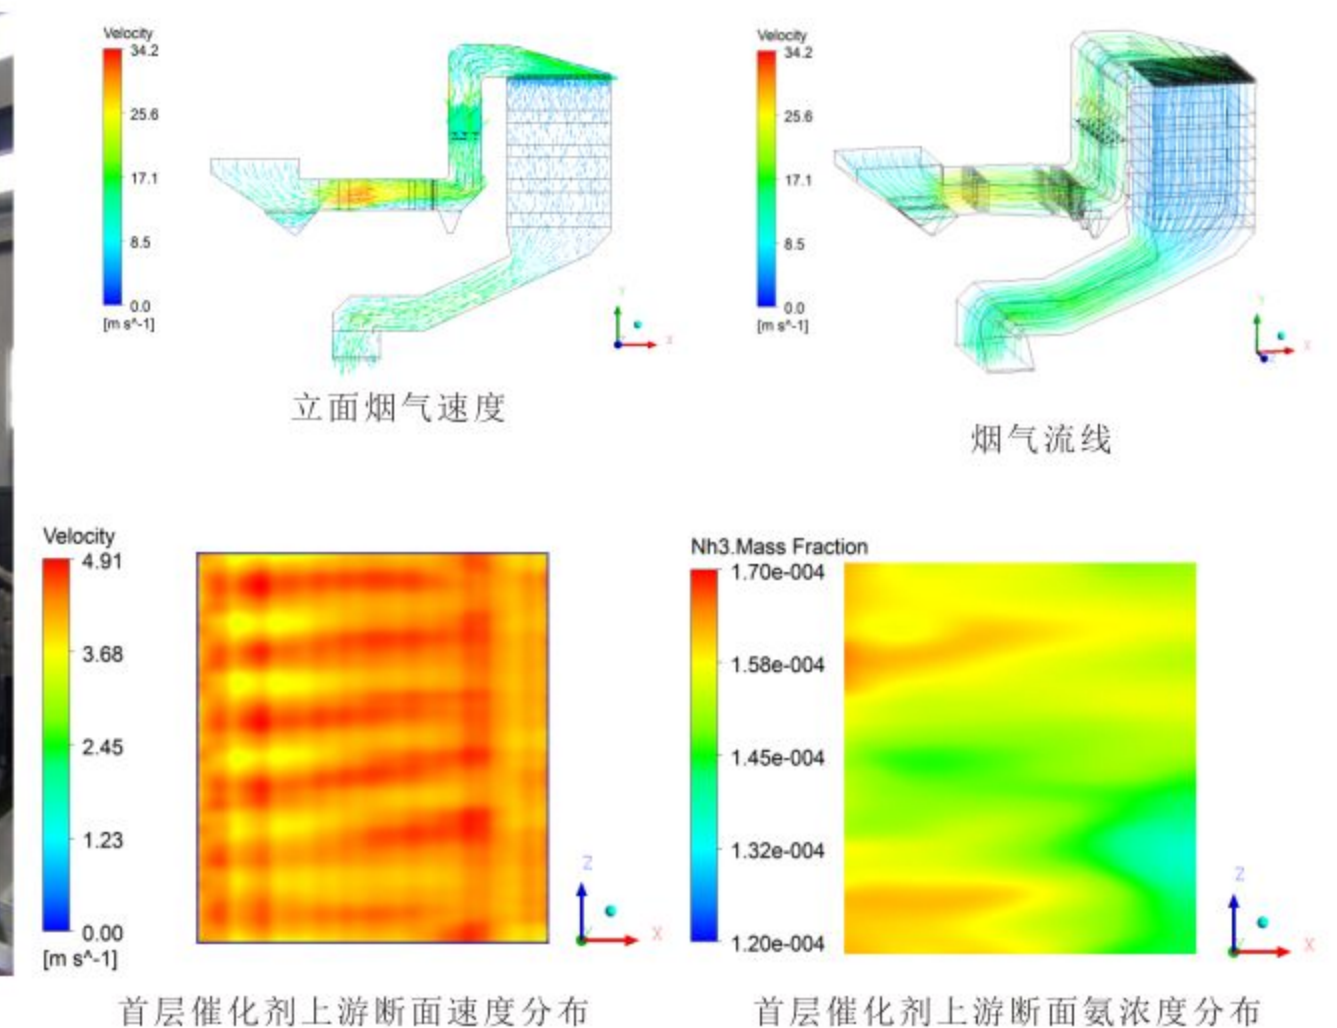 Velocity
34.2
25.6
17.1
8.5
0.0
[m s^-1]
Y
X
立面烟气速度
Velocity
34.2
25.6
17.1
8.5
0.0
[m s^-1]
Y
X
烟气流线
Velocity
4.91
3.68
2.45
1.23
0.00
[m s^-1]
Z
X
首层催化剂上游断面速度分布
Nh3.Mass Fraction
1.70e-004
1.58e-004
1.45e-004
1.32e-004
1.20e-004
Z
X
首层催化剂上游断面氨浓度分布